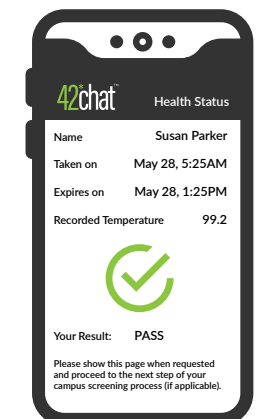 42*chat™
Health Status
Name Susan Parker
Taken on May 28, 5:25AM
Expires on May 28, 1:25PM
Recorded Temperature 99.2
Your Result: PASS
Please show this page when requested
and proceed to the next step of your
campus screening process (if applicable).